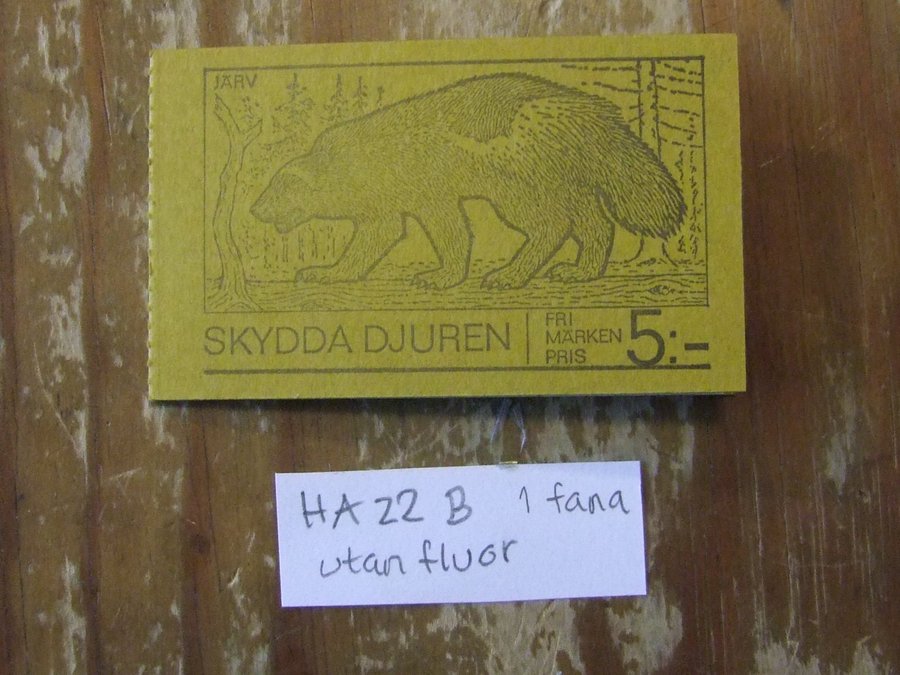 JÄRV
SKYDDA DJUREN
FRI
MÄRKEN
PRIS
5:-
HA 22 B 1 fana
utan fluor